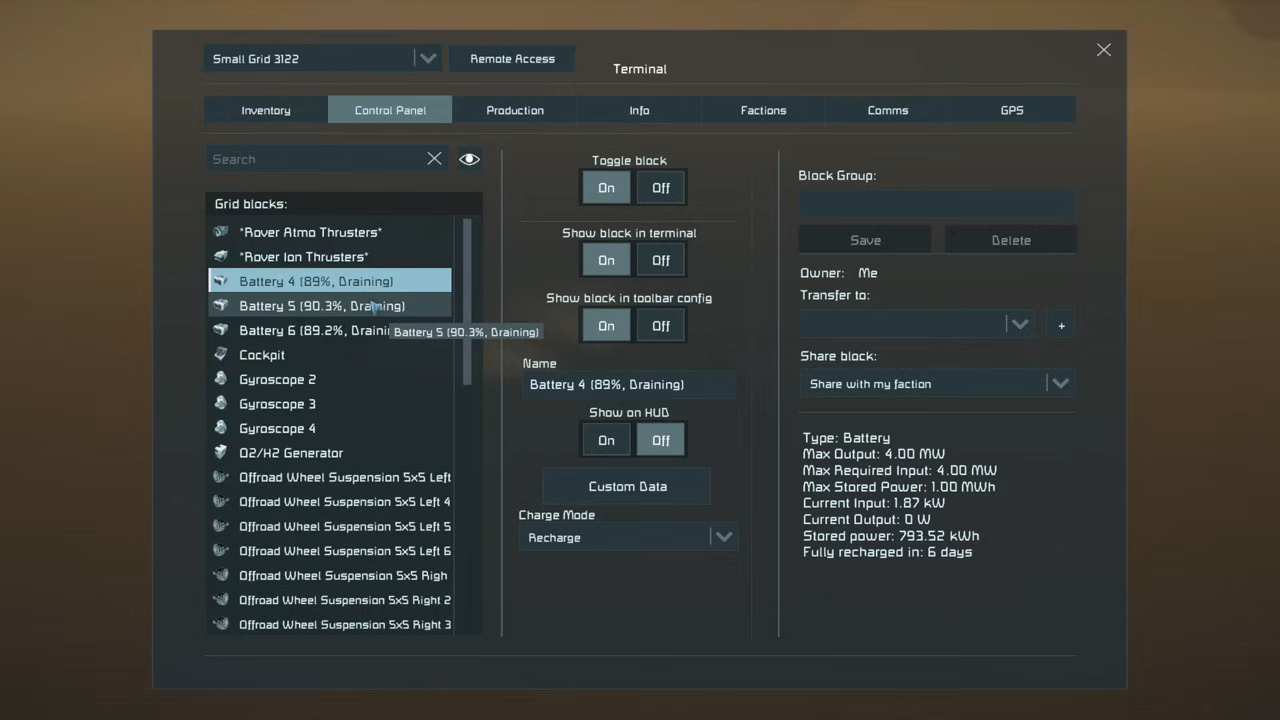 Small Grid 3122
Remote Access
Terminal
Inventory
Control Panel
Production
Info
Factions
Comms
GPS
Search
Grid blocks:
*Rover Atmo Thrusters*
*Rover Ion Thrusters*
Battery 4 (89%, Draining)
Battery 5 (90.3%, Draining)
Battery 6 (89.2%, Draini
Battery 5 (90.3%, Draining)
Cockpit
Gyroscope 2
Gyroscope 3
Gyroscope 4
O2/H2 Generator
Offroad Wheel Suspension 5x5 Left
Offroad Wheel Suspension 5x5 Left 4
Offroad Wheel Suspension 5x5 Left 5
Offroad Wheel Suspension 5x5 Left 6
Offroad Wheel Suspension 5x5 Righ
Offroad Wheel Suspension 5x5 Right 2
Offroad Wheel Suspension 5x5 Right 3
Toggle block
On Off
Show block in terminal
On Off
Show block in toolbar config
On Off
Name
Battery 4 (89%, Draining)
Show on HUD
On Off
Custom Data
Charge Mode
Recharge
Block Group:
Save
Delete
Owner: Me
Transfer to:
+
Share block:
Share with my faction
Type: Battery
Max Output: 4.00 MW
Max Required Input: 4.00 MW
Max Stored Power: 1.00 MWh
Current Input: 1.87 kW
Current Output: 0 W
Stored power: 793.52 kWh
Fully recharged in: 6 days